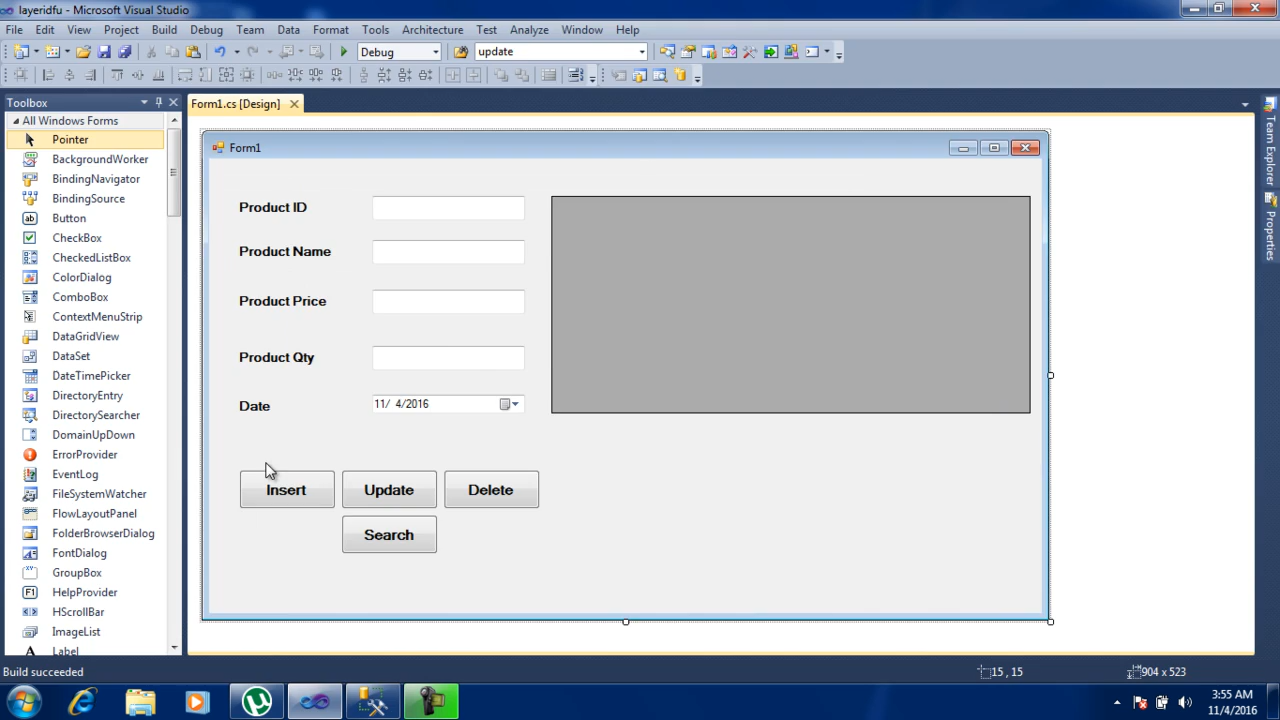 layeridfu - Microsoft Visual Studio
File Edit View Project Build Debug Team Data Format Tools Architecture Test Analyze Window Help
Debug update
Toolbox
Form1.cs [Design]
All Windows Forms
Pointer
BackgroundWorker
BindingNavigator
BindingSource
Button
CheckBox
CheckedListBox
ColorDialog
ComboBox
ContextMenuStrip
DataGridView
DataSet
DateTimePicker
DirectoryEntry
DirectorySearcher
DomainUpDown
ErrorProvider
EventLog
FileSystemWatcher
FlowLayoutPanel
FolderBrowserDialog
FontDialog
GroupBox
HelpProvider
HScrollBar
ImageList
Label
Form1
Product ID
Product Name
Product Price
Product Qty
Date 11/ 4/2016
Insert Update Delete
Search
Team Explorer
Properties
Build succeeded 15 , 15 904 x 523
3:55 AM
11/4/2016